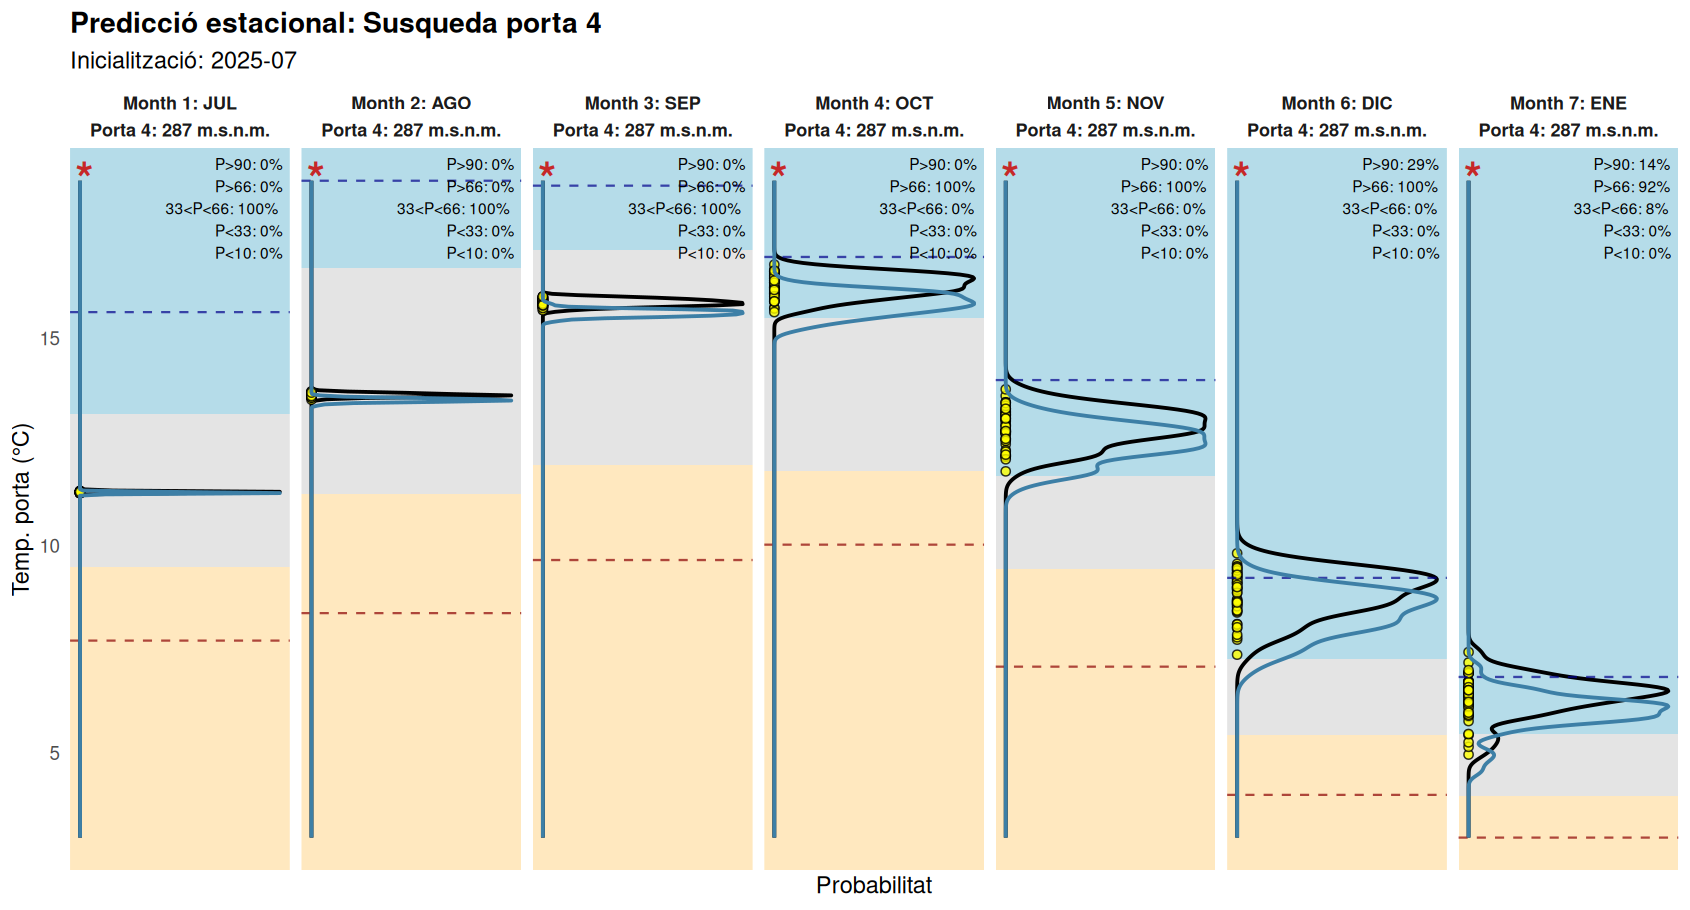 Predicció estacional: Susqueda porta 4
Inicialització: 2025-07
Month 1: JUL
Porta 4: 287 m.s.n.m.
Month 2: AGO
Porta 4: 287 m.s.n.m.
Month 3: SEP
Porta 4: 287 m.s.n.m.
Month 4: OCT
Porta 4: 287 m.s.n.m.
Month 5: NOV
Porta 4: 287 m.s.n.m.
Month 6: DIC
Porta 4: 287 m.s.n.m.
Month 7: ENE
Porta 4: 287 m.s.n.m.
*
P>90: 0%
P>66: 0%
33<P<66: 100%
P<33: 0%
P<10: 0%
*
P>90: 0%
P>66: 0%
33<P<66: 100%
P<33: 0%
P<10: 0%
*
P>90: 0%
P>66: 0%
33<P<66: 100%
P<33: 0%
P<10: 0%
*
P>90: 0%
P>66: 100%
33<P<66: 0%
P<33: 0%
P<10: 0%
*
P>90: 0%
P>66: 100%
33<P<66: 0%
P<33: 0%
P<10: 0%
*
P>90: 29%
P>66: 100%
33<P<66: 0%
P<33: 0%
P<10: 0%
*
P>90: 14%
P>66: 92%
33<P<66: 8%
P<33: 0%
P<10: 0%
Temp. porta (°C)
15
10
5
Probabilitat